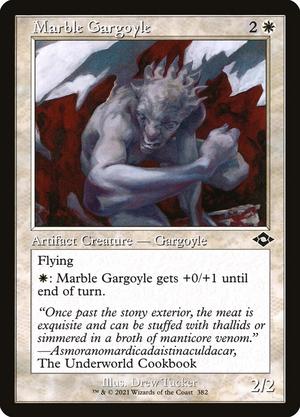 Marble Gargoyle 2
Artifact Creature — Gargoyle
Flying
: Marble Gargoyle gets +0/+1 until
end of turn.
“Once past the stony exterior, the meat is
exquisite and can be stuffed with thallids or
simmered in a broth of manticore venom.”
—Asmoranomardicadaistinaculdacar,
The Underworld Cookbook
2/2
Illus. Drew Tucker
™ & © 2021 Wizards of the Coast 382